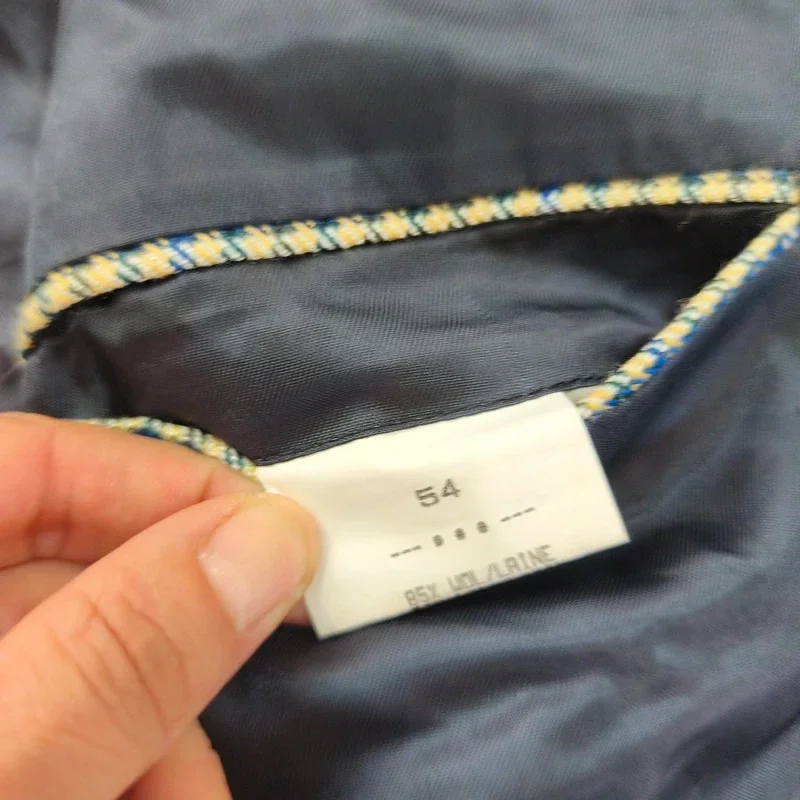 54
--- * * * ---
85% WOL/LAINE